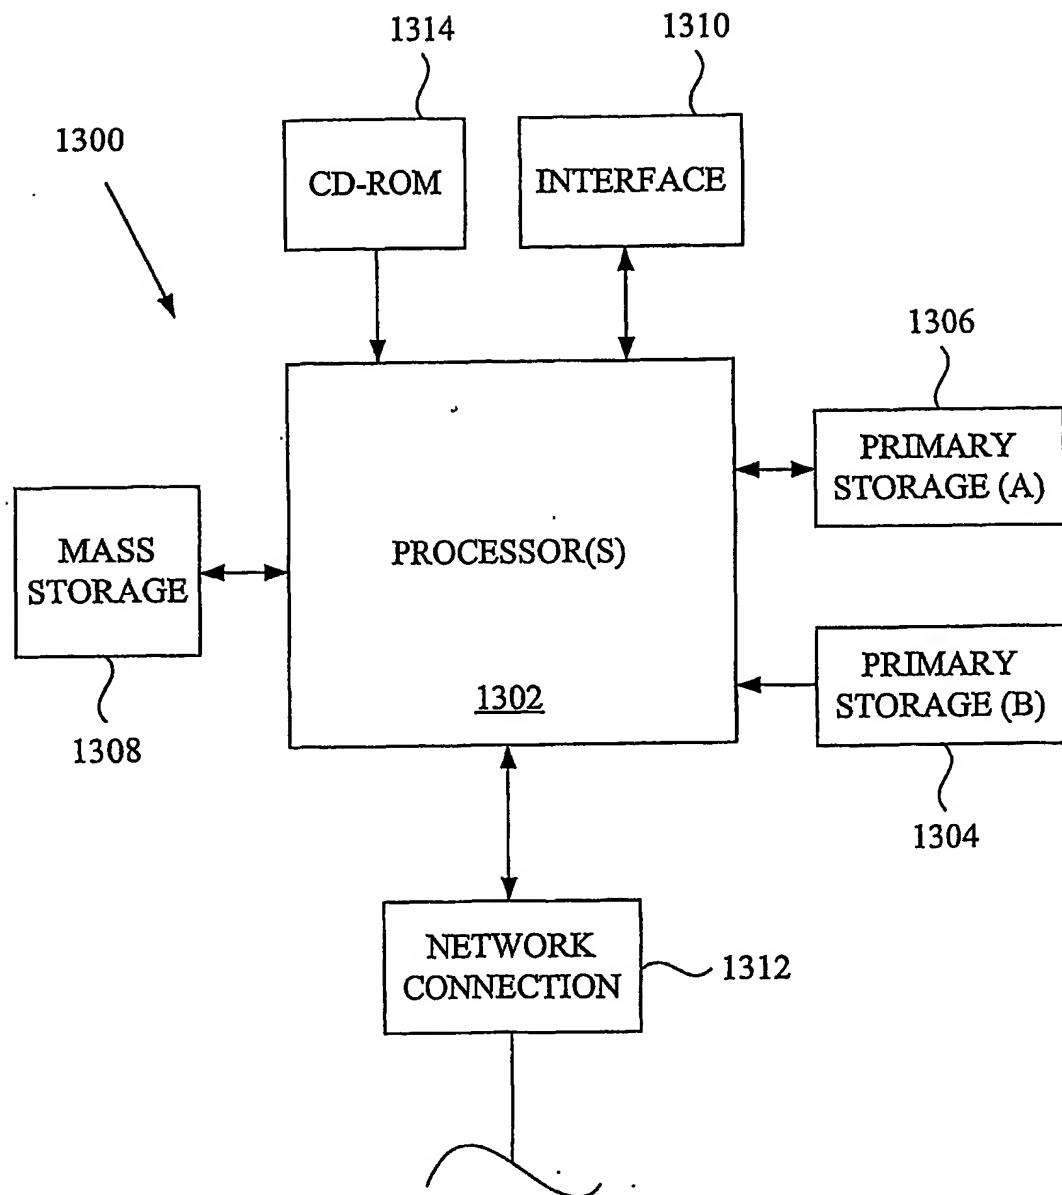 1314
1310
1300
CD-ROM
INTERFACE
1306
PRIMARY
STORAGE (A)
MASS
STORAGE
PROCESSOR(S)
1302
PRIMARY
STORAGE (B)
1308
1304
NETWORK
CONNECTION
1312